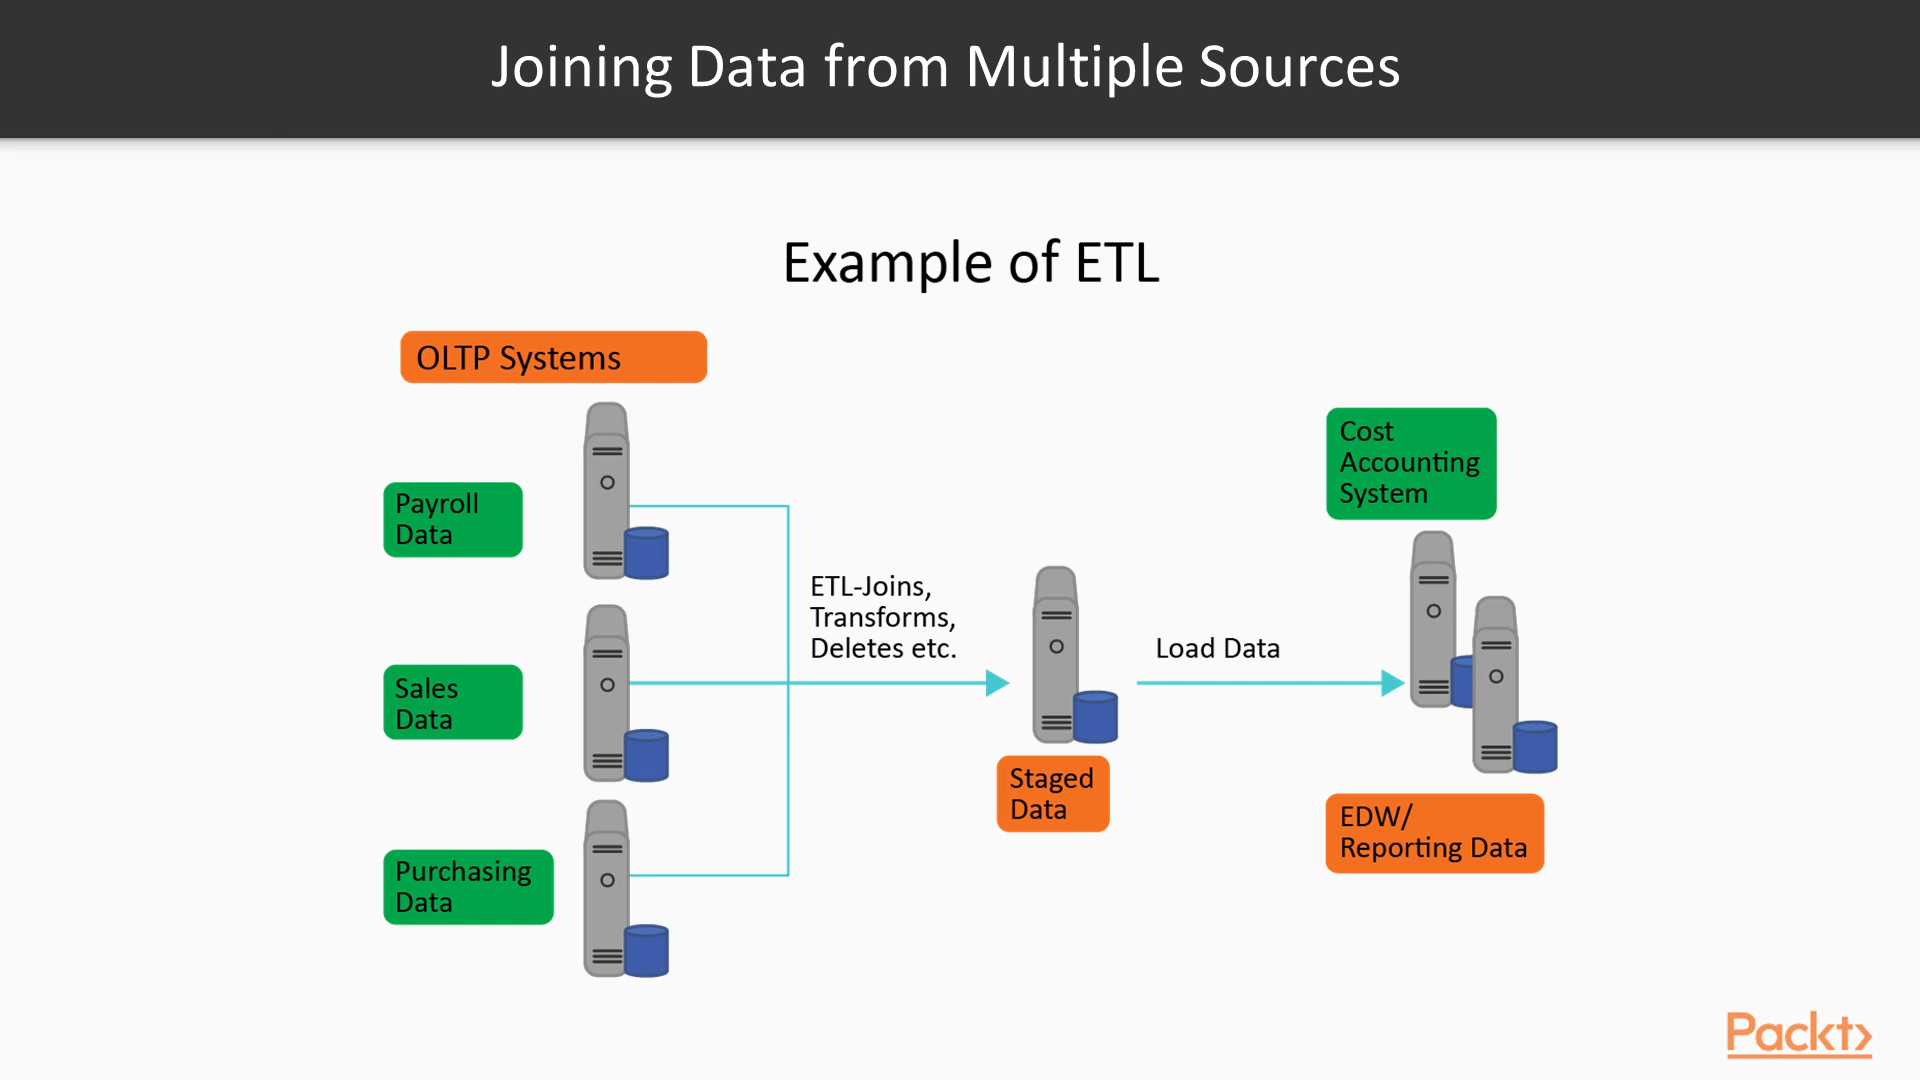 Joining Data from Multiple Sources
Example of ETL
OLTP Systems
Payroll
Data
Sales
Data
Purchasing
Data
ETL-Joins,
Transforms,
Deletes etc.
Staged
Data
Load Data
Cost
Accounting
System
EDW/
Reporting Data
Packt>